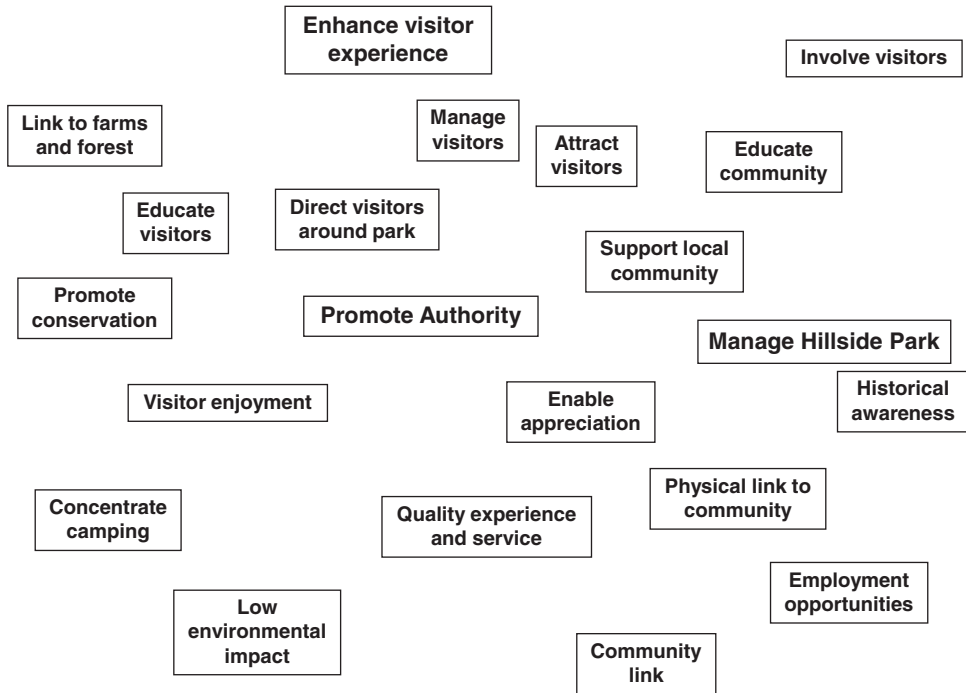 Enhance visitor
experience
Involve visitors
Link to farms
and forest
Manage
visitors
Attract
visitors
Educate
community
Educate
visitors
Direct visitors
around park
Support local
community
Promote
conservation
Promote Authority
Manage Hillside Park
Visitor enjoyment
Enable
appreciation
Historical
awareness
Concentrate
camping
Quality experience
and service
Physical link to
community
Low
environmental
impact
Employment
opportunities
Community
link